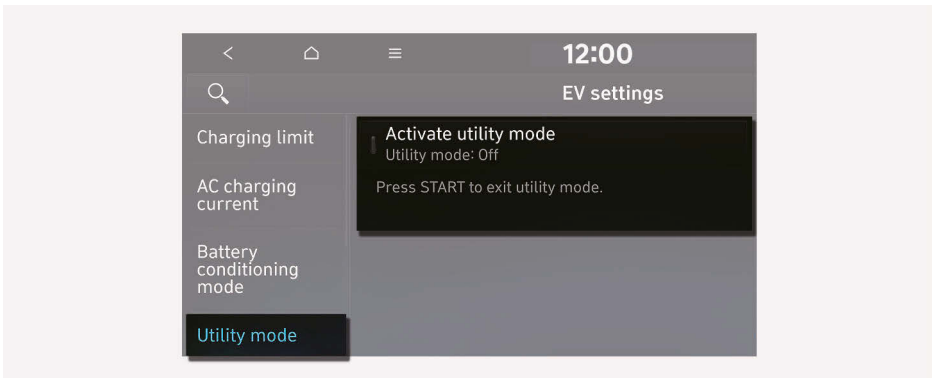 12:00
EV settings
Charging limit
AC charging
current
Battery
conditioning
mode
Utility mode
Activate utility mode
Utility mode: Off
Press START to exit utility mode.